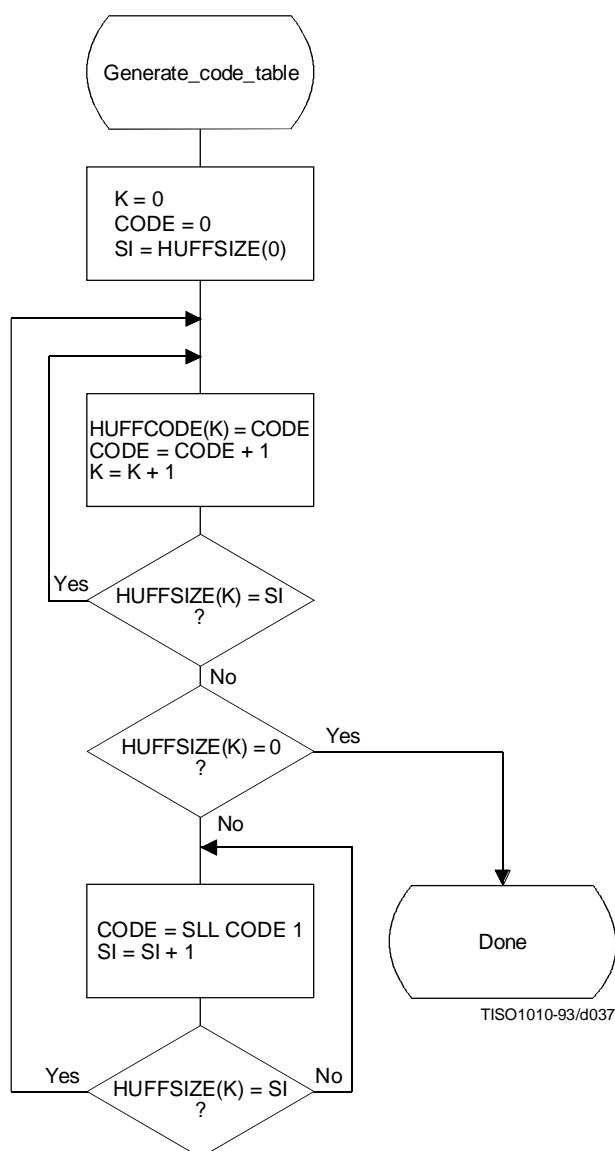 Generate_code_table
K = 0
CODE = 0
SI = HUFFSIZE(0)
HUFFCODE(K) = CODE
CODE = CODE + 1
K = K + 1
Yes
HUFFSIZE(K) = SI
?
No
HUFFSIZE(K) = 0
?
Yes
No
CODE = SLL CODE 1
SI = SI + 1
Done
TISO1010-93/d037
Yes
HUFFSIZE(K) = SI
?
No